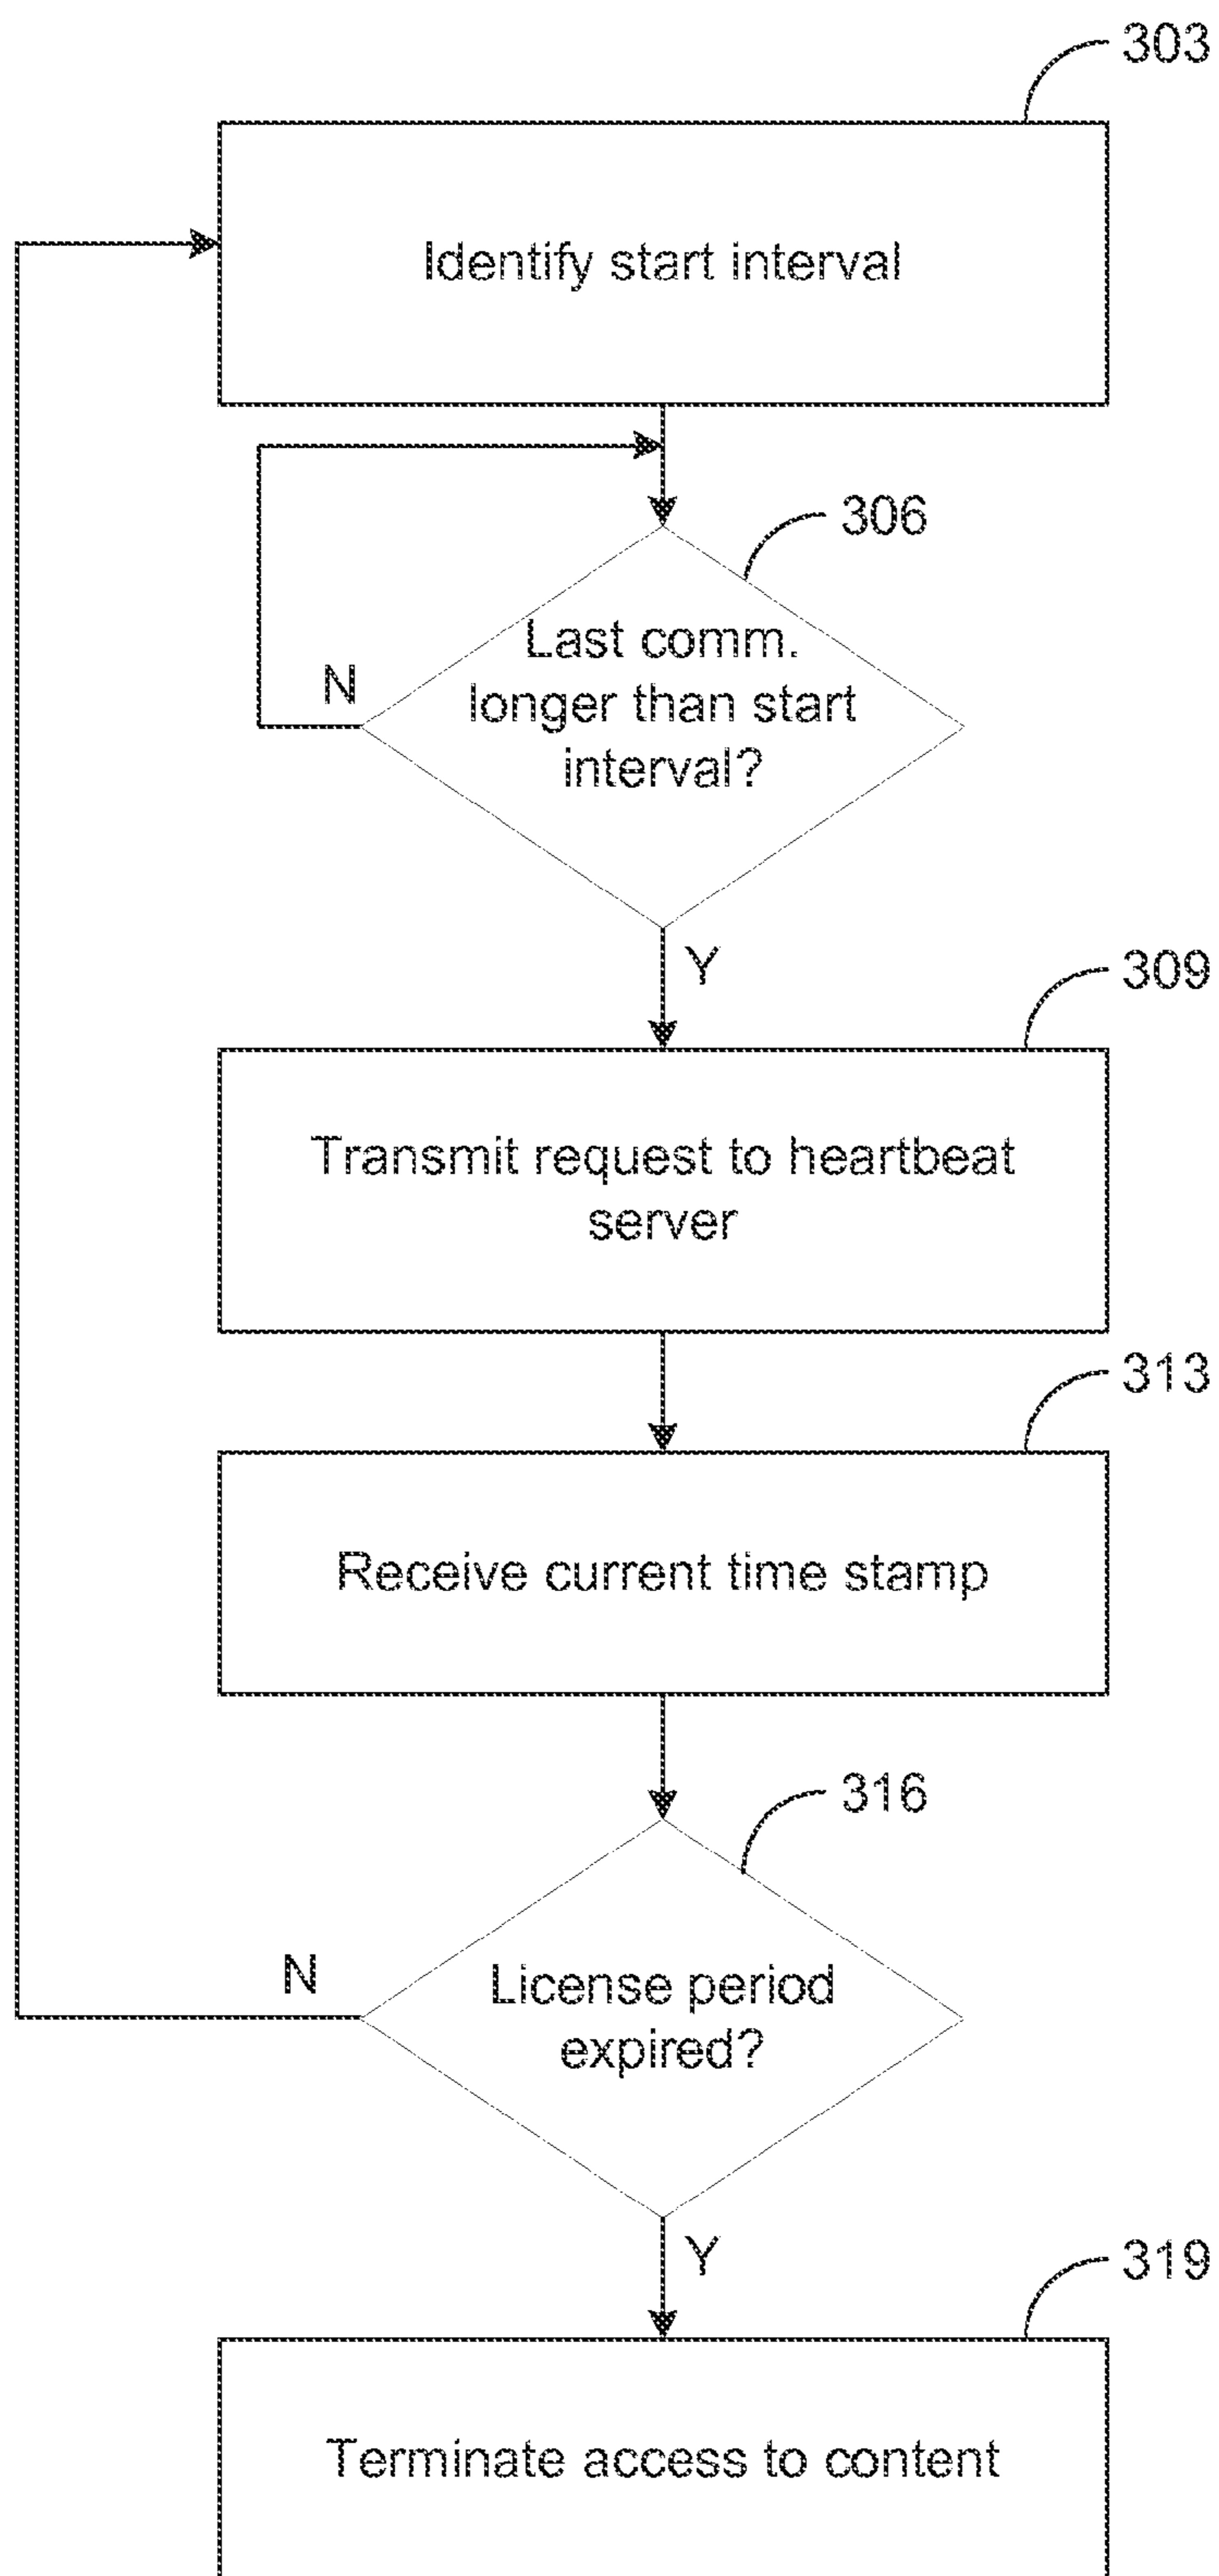 303
Identify start interval
306
Last comm.
longer than start
interval?
N
Y
309
Transmit request to heartbeat
server
313
Receive current time stamp
316
License period
expired?
N
Y
319
Terminate access to content